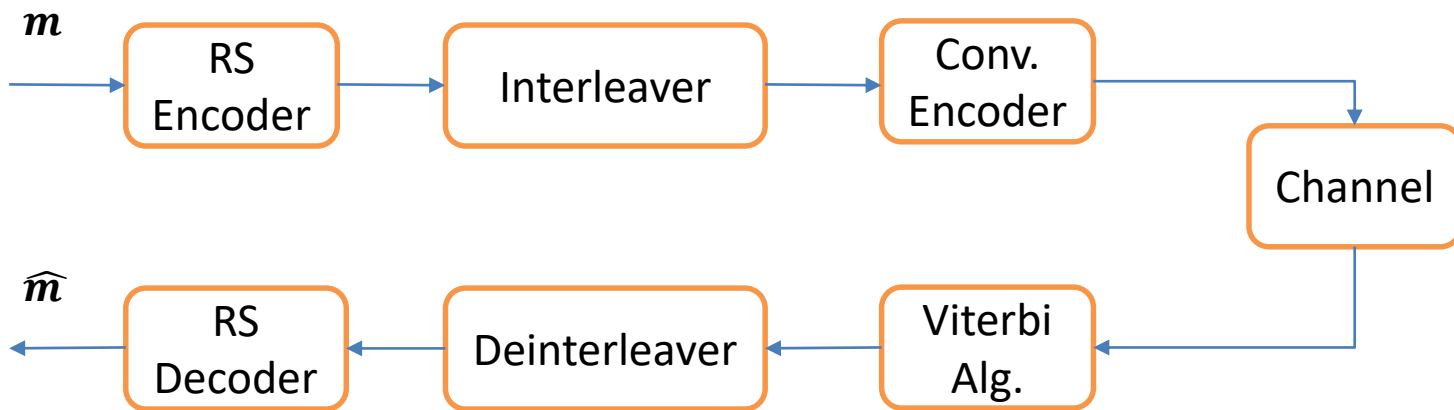 𝒎
RS
Encoder
Interleaver
Conv.
Encoder
Channel
𝒎̂
RS
Decoder
Deinterleaver
Viterbi
Alg.